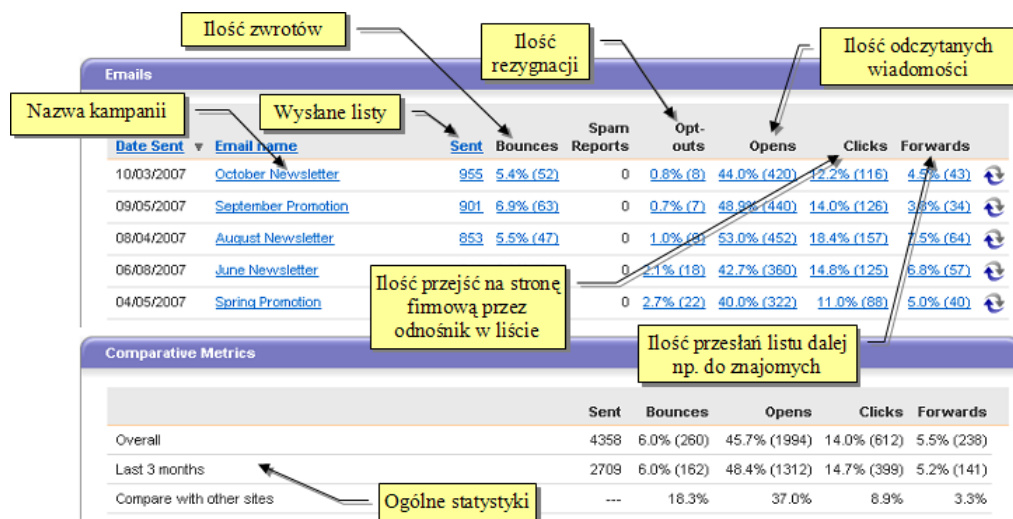 Ilość zwrotów
Ilość
rezygnacji
Ilość odczytanych
wiadomości
Emails
Nazwa kampanii
Wysłane listy
Date Sent ▼ Email name Sent Bounces Spam Reports Opt-outs Opens Clicks Forwards
10/03/2007 October Newsletter 955 5.4% (52) 0 0.8% (8) 44.0% (420) 12.2% (116) 4.5% (43)
09/05/2007 September Promotion 901 6.9% (63) 0 0.7% (7) 48.9% (440) 14.0% (126) 3.8% (34)
08/04/2007 August Newsletter 853 5.5% (47) 0 1.0% (9) 53.0% (452) 18.4% (157) 7.5% (64)
06/08/2007 June Newsletter 0 2.1% (18) 42.7% (360) 14.8% (125) 6.8% (57)
04/05/2007 Spring Promotion 0 2.7% (22) 40.0% (322) 11.0% (88) 5.0% (40)
Ilość przejść na stronę
firmową przez
odnośnik w liście
Ilość przesłań listu dalej
np. do znajomych
Comparative Metrics
Sent Bounces Opens Clicks Forwards
Overall 4358 6.0% (260) 45.7% (1994) 14.0% (612) 5.5% (238)
Last 3 months 2709 6.0% (162) 48.4% (1312) 14.7% (399) 5.2% (141)
Compare with other sites --- 18.3% 37.0% 8.9% 3.3%
Ogólne statystyki